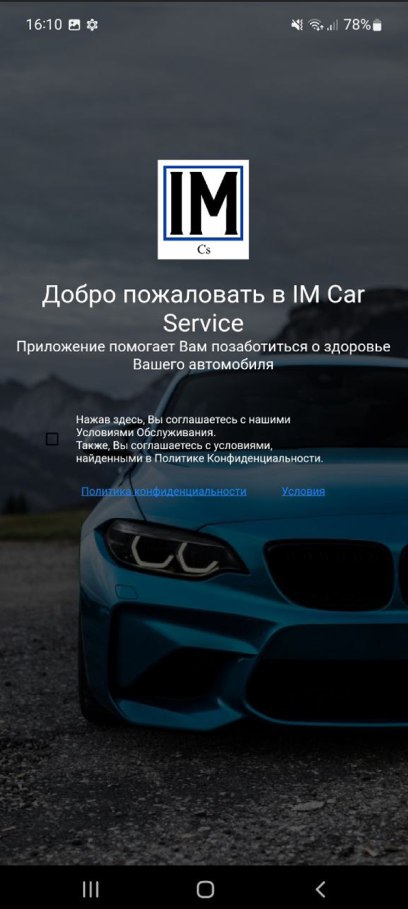 16:10
78%
IM
Cs
Добро пожаловать в IM Car
Service
Приложение помогает Вам позаботиться о здоровье
Вашего автомобиля
Нажав здесь, Вы соглашаетесь с нашими
Условиями Обслуживания.
Также, Вы соглашаетесь с условиями,
найденными в Политике Конфиденциальности.
Политика конфиденциальности Условия